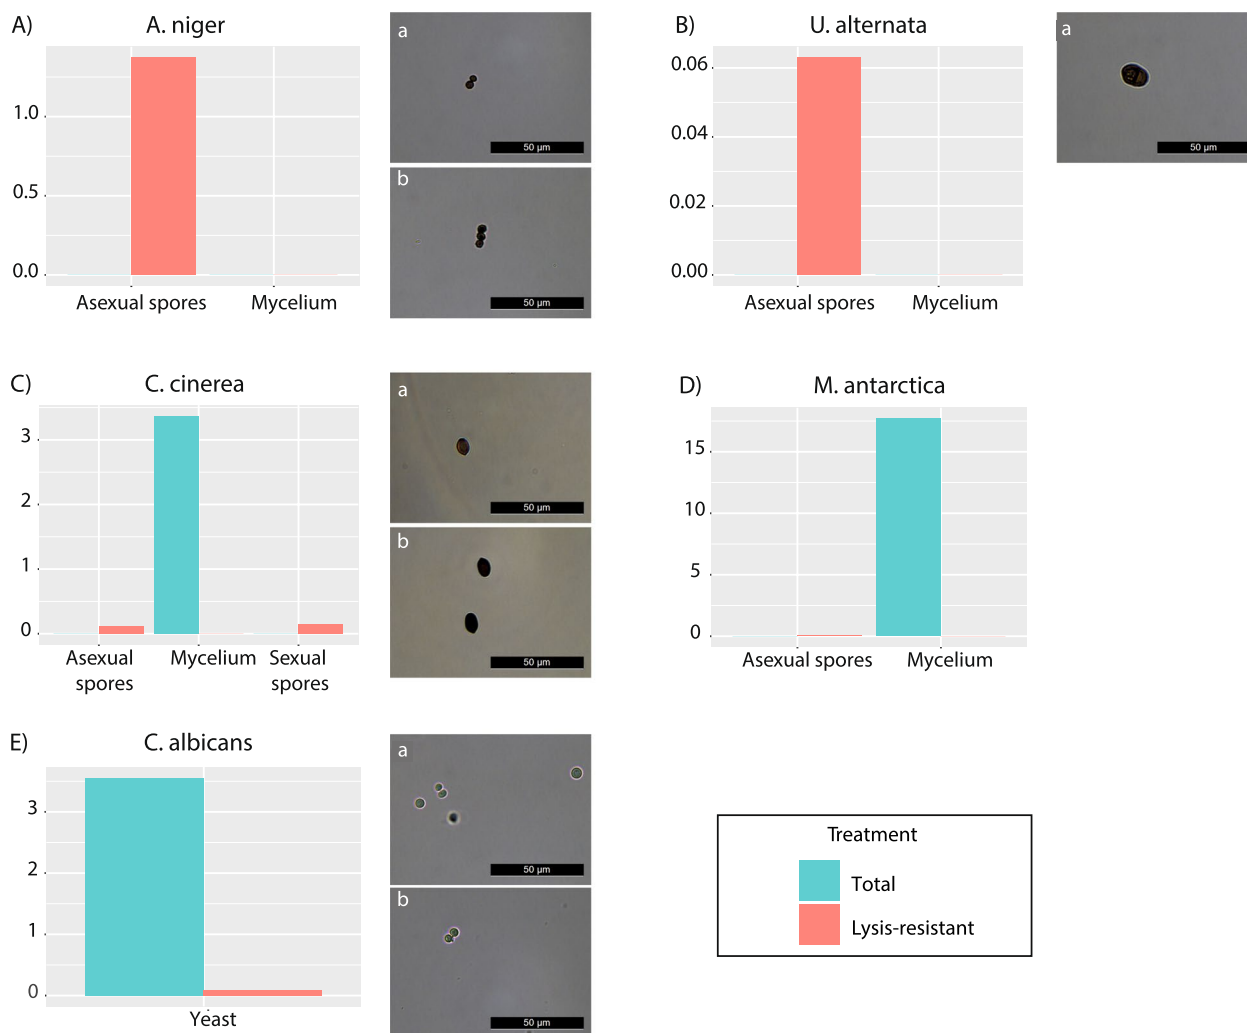 A)
A. niger
1.0
0.5
0.0
Asexual spores
Mycelium
a
50 µm
b
50 µm
B)
U. alternata
0.06
0.04
0.02
0.00
Asexual spores
Mycelium
a
50 µm
C)
C. cinerea
3
2
1
0
Asexual
spores
Mycelium
Sexual
spores
a
50 µm
b
50 µm
D)
M. antarctica
15
10
5
0
Asexual spores
Mycelium
E)
C. albicans
3
2
1
0
Yeast
a
50 µm
b
50 µm
Treatment
Total
Lysis-resistant